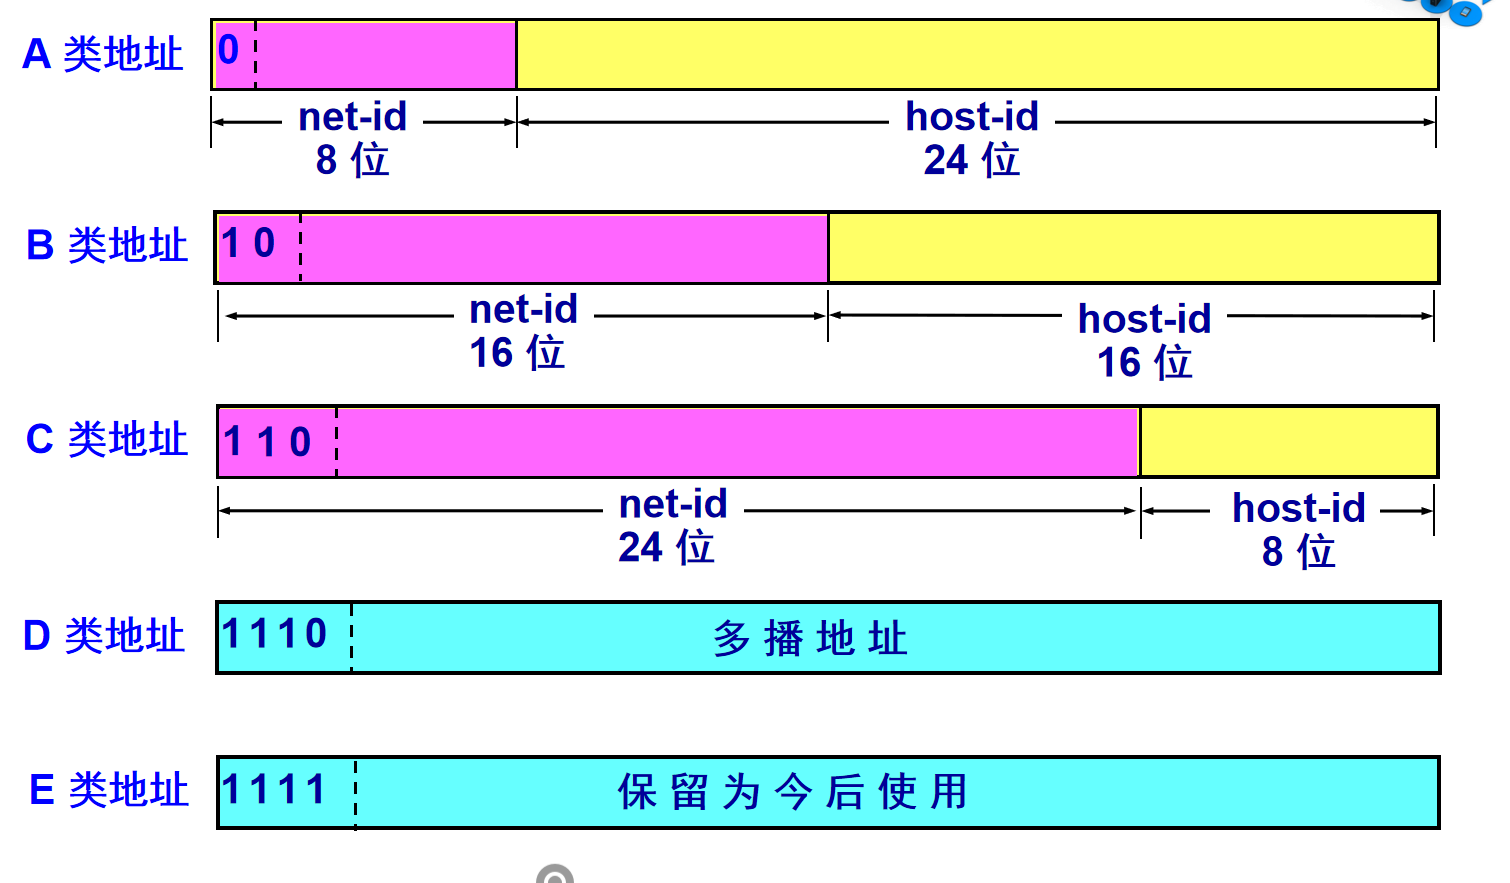 A 类地址
0
net-id
8 位
host-id
24 位
B 类地址
1 0
net-id
16 位
host-id
16 位
C 类地址
1 1 0
net-id
24 位
host-id
8 位
D 类地址
1 1 1 0
多 播 地 址
E 类地址
1 1 1 1
保 留 为 今 后 使 用